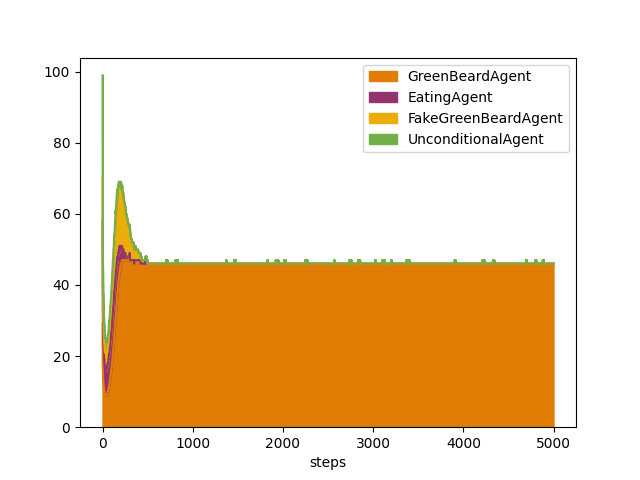 100
80
60
40
20
0
GreenBeardAgent
EatingAgent
FakeGreenBeardAgent
UnconditionalAgent
0 1000 2000 3000 4000 5000
steps